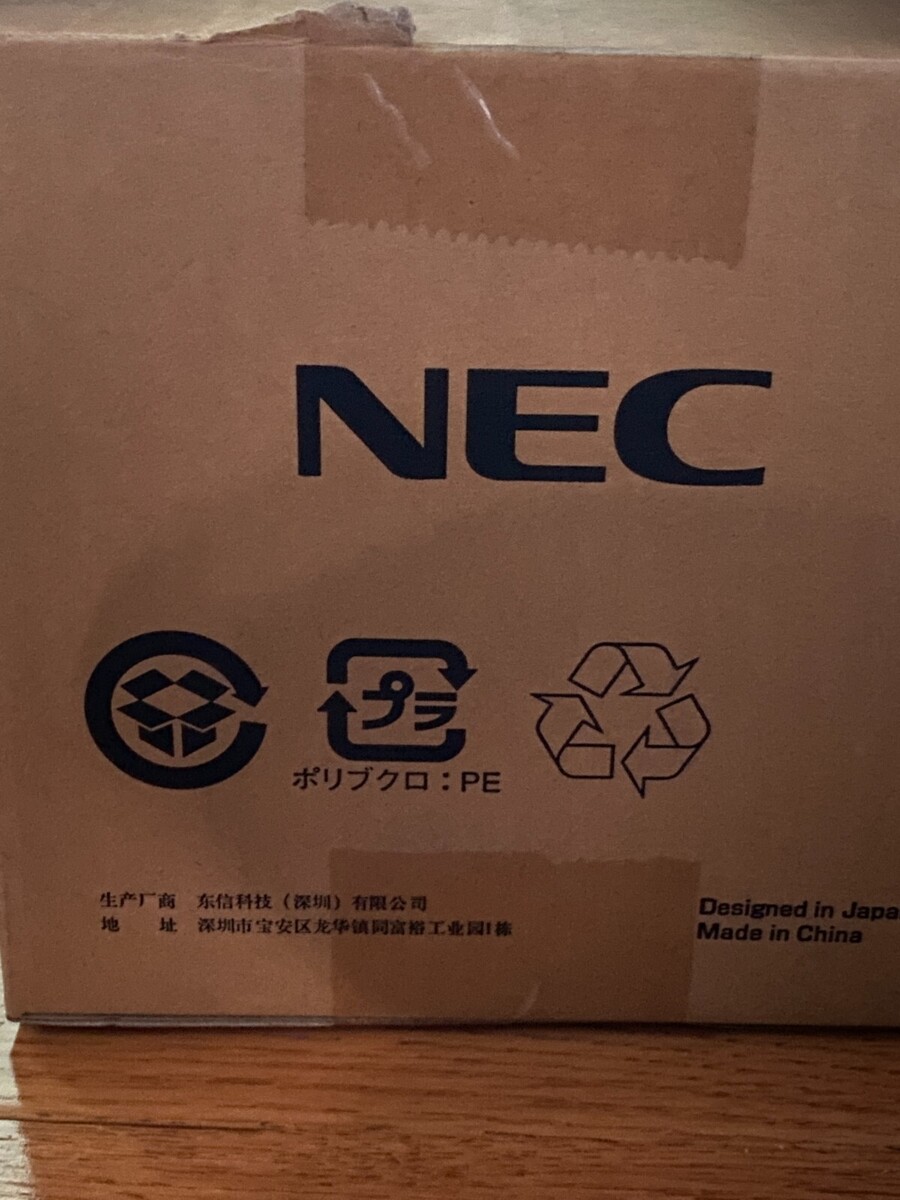 NEC
プラ
ポリブクロ：PE
生产厂商 东信科技（深圳）有限公司
地 址 深圳市宝安区龙华镇同富裕工业园1栋
Designed in Japa
Made in China